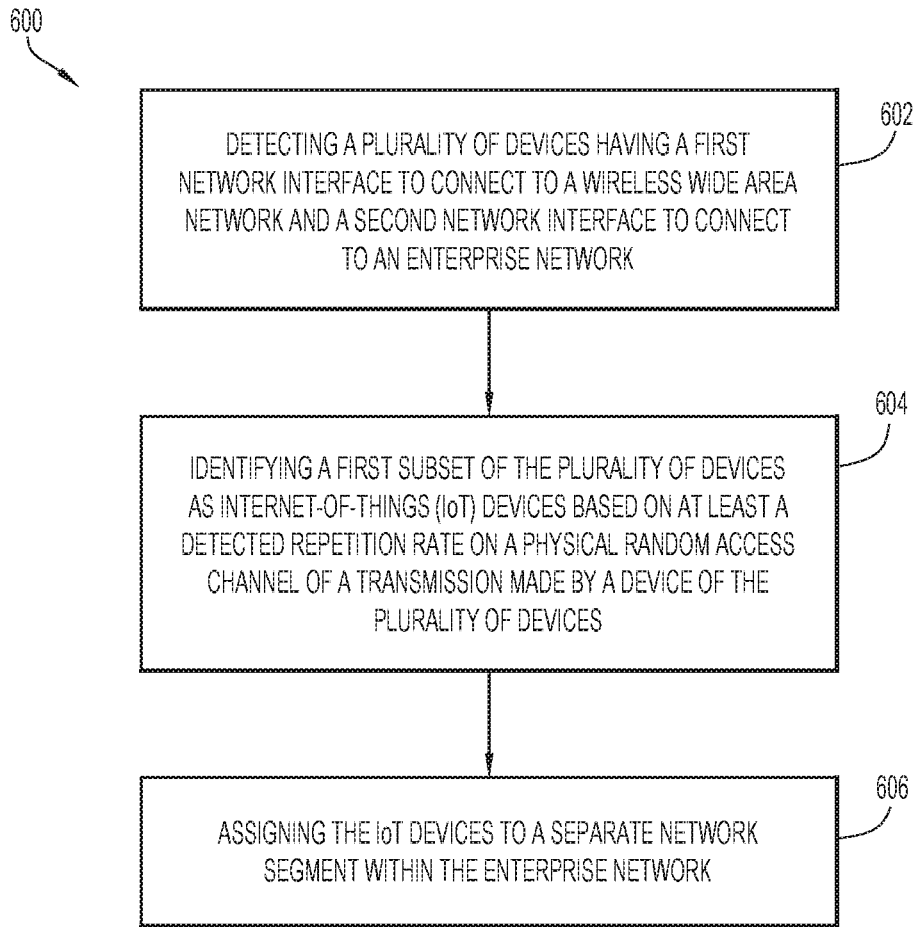 600
602
DETECTING A PLURALITY OF DEVICES HAVING A FIRST
NETWORK INTERFACE TO CONNECT TO A WIRELESS WIDE AREA
NETWORK AND A SECOND NETWORK INTERFACE TO CONNECT
TO AN ENTERPRISE NETWORK
604
IDENTIFYING A FIRST SUBSET OF THE PLURALITY OF DEVICES
AS INTERNET-OF-THINGS (IoT) DEVICES BASED ON AT LEAST A
DETECTED REPETITION RATE ON A PHYSICAL RANDOM ACCESS
CHANNEL OF A TRANSMISSION MADE BY A DEVICE OF THE
PLURALITY OF DEVICES
606
ASSIGNING THE IoT DEVICES TO A SEPARATE NETWORK
SEGMENT WITHIN THE ENTERPRISE NETWORK